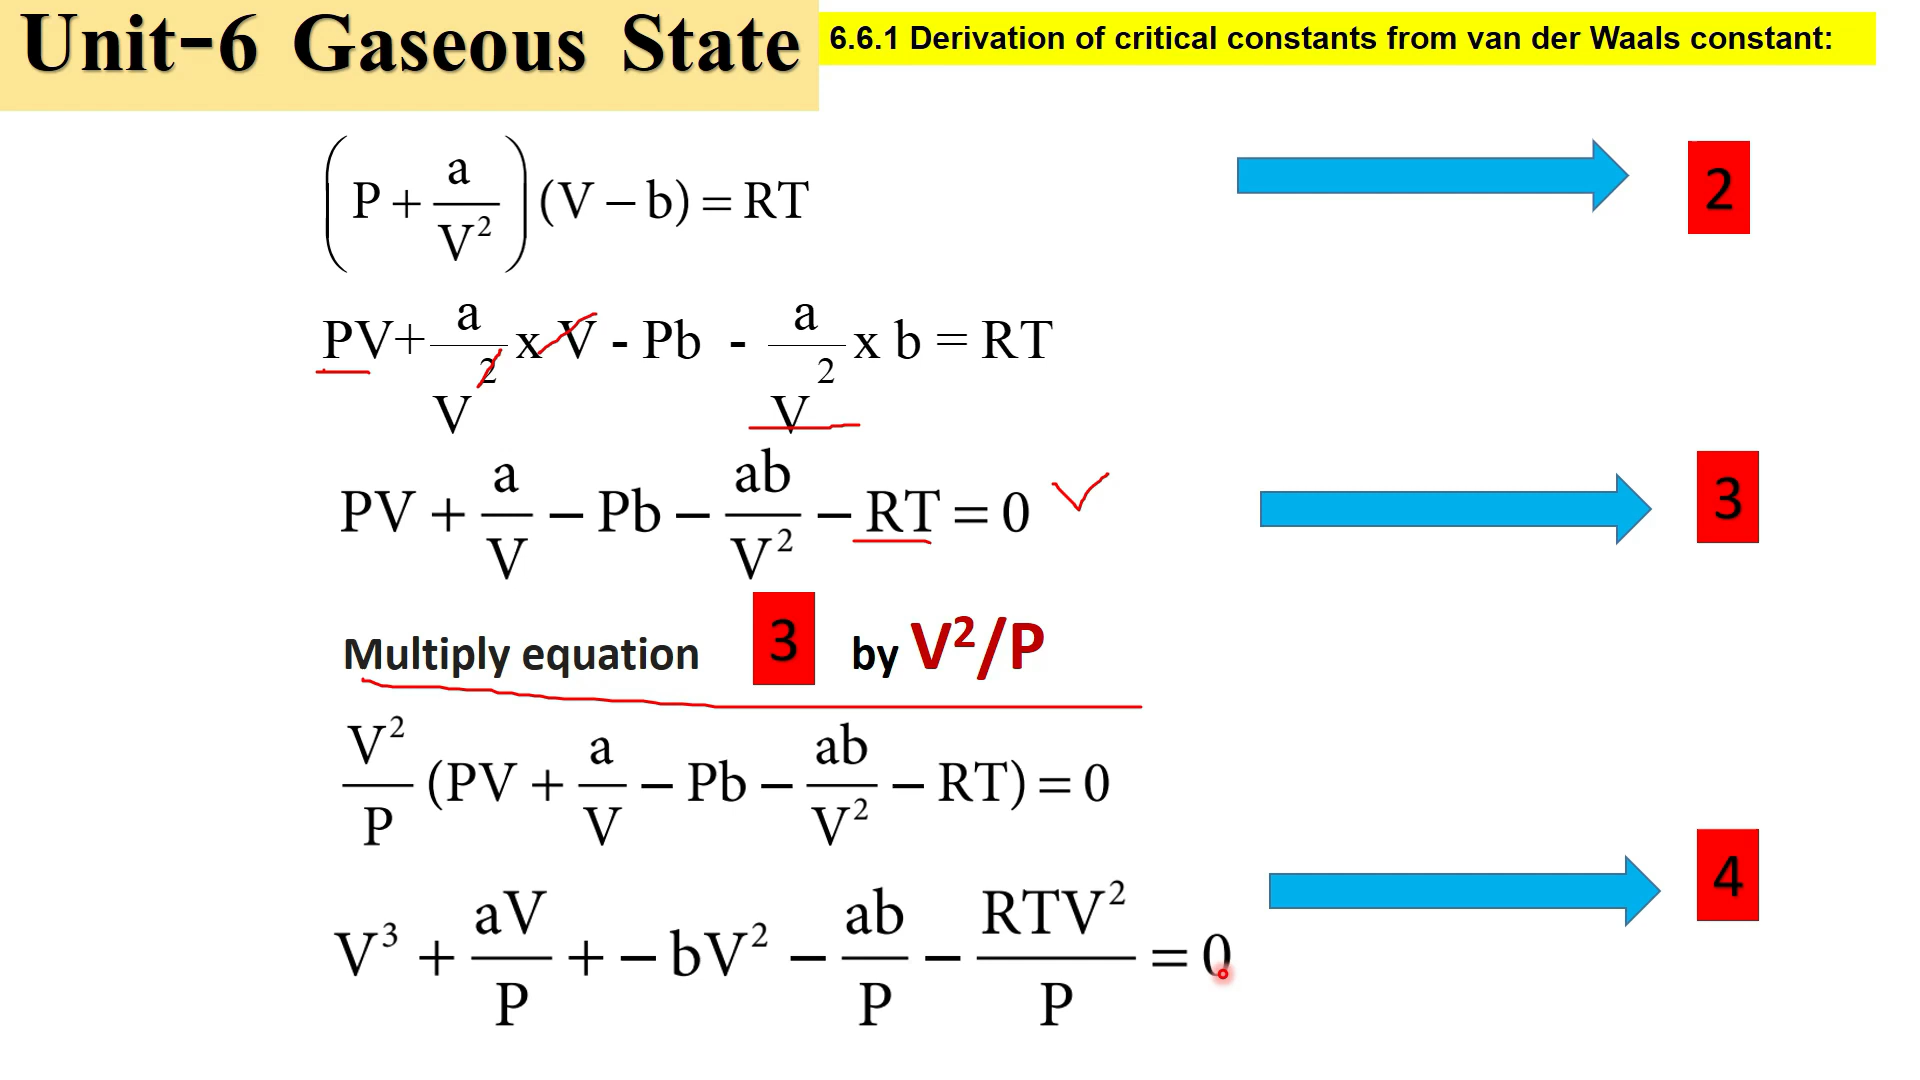 Unit-6 Gaseous State
6.6.1 Derivation of critical constants from van der Waals constant:
(P + a/V²) (V − b) = RT
2
PV+ a/V² x V - Pb - a/V² x b = RT
PV + a/V − Pb − ab/V² − RT = 0
3
Multiply equation 3 by V²/P
V²/P (PV + a/V − Pb − ab/V² − RT) = 0
V³ + aV/P + − bV² − ab/P − RTV²/P = 0
4